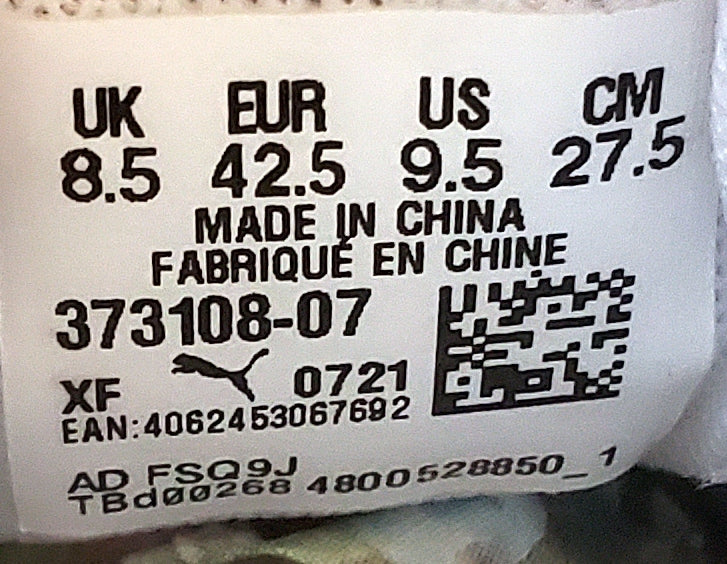 UK EUR US CM
8.5 42.5 9.5 27.5
MADE IN CHINA
FABRIQUÉ EN CHINE
373108-07
XF 0721
EAN:4062453067692
AD FSQ9J
TBd00268 4800528850_1